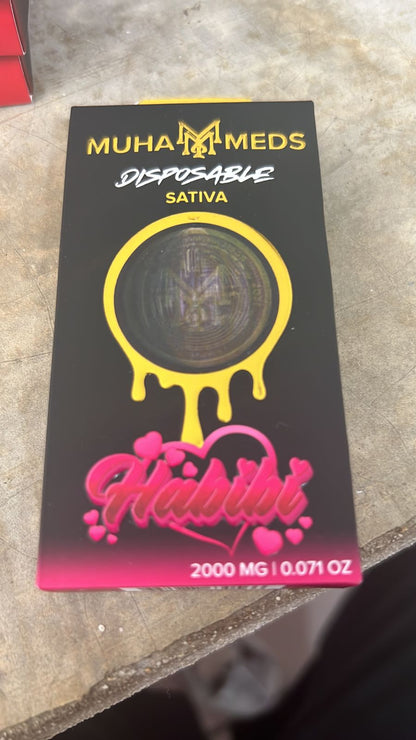 MUHA MEDS
DISPOSABLE
SATIVA
Habibi
2000 MG | 0.071 OZ